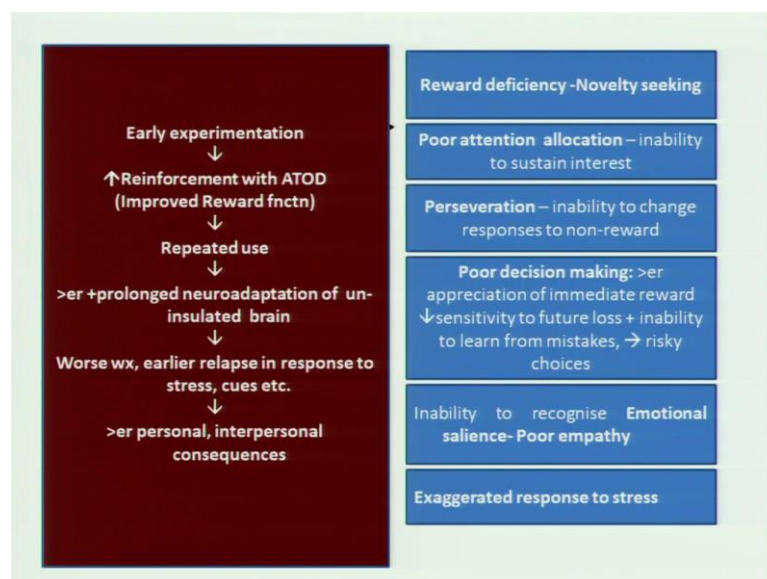 Early experimentation
↓
↑Reinforcement with ATOD
(Improved Reward fnctn)
↓
Repeated use
↓
>er +prolonged neuroadaptation of un-
insulated brain
↓
Worse wx, earlier relapse in response to
stress, cues etc.
↓
>er personal, interpersonal
consequences
Reward deficiency -Novelty seeking
Poor attention allocation – inability
to sustain interest
Perseveration – inability to change
responses to non-reward
Poor decision making: >er
appreciation of immediate reward
↓sensitivity to future loss + inability
to learn from mistakes, → risky
choices
Inability to recognise Emotional
salience- Poor empathy
Exaggerated response to stress